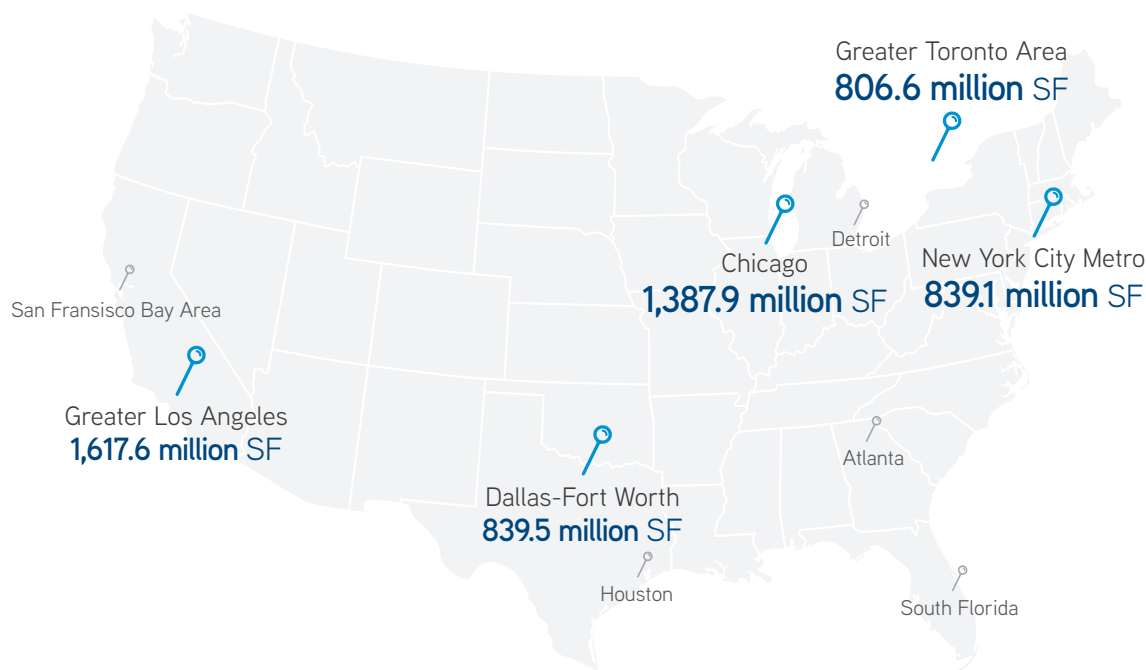 Greater Toronto Area
806.6 million SF
Detroit
Chicago
1,387.9 million SF
New York City Metro
839.1 million SF
San Fransisco Bay Area
Greater Los Angeles
1,617.6 million SF
Atlanta
Dallas-Fort Worth
839.5 million SF
Houston
South Florida